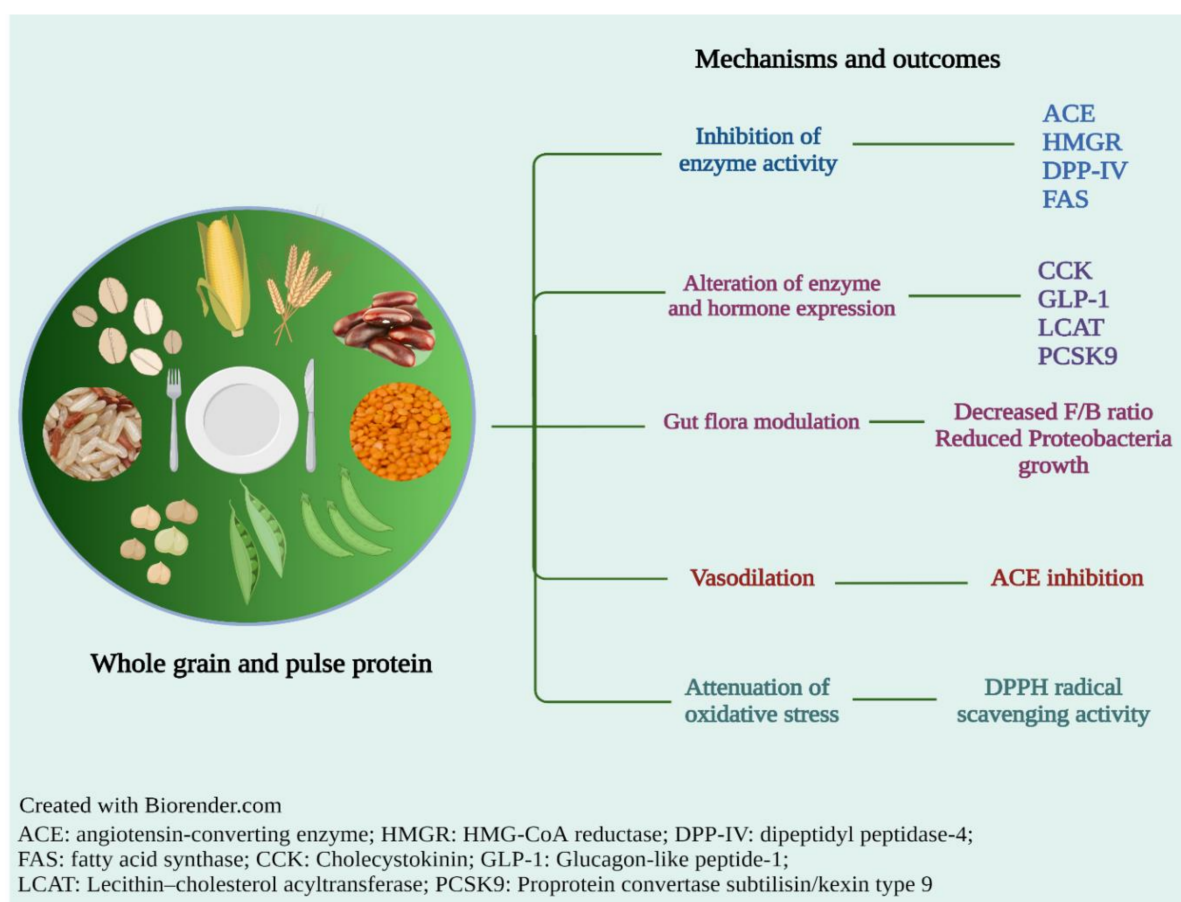 Mechanisms and outcomes
Inhibition of
enzyme activity
ACE
HMGR
DPP-IV
FAS
Alteration of enzyme
and hormone expression
CCK
GLP-1
LCAT
PCSK9
Gut flora modulation
Decreased F/B ratio
Reduced Proteobacteria
growth
Vasodilation
ACE inhibition
Whole grain and pulse protein
Attenuation of
oxidative stress
DPPH radical
scavenging activity
Created with Biorender.com
ACE: angiotensin-converting enzyme; HMGR: HMG-CoA reductase; DPP-IV: dipeptidyl peptidase-4;
FAS: fatty acid synthase; CCK: Cholecystokinin; GLP-1: Glucagon-like peptide-1;
LCAT: Lecithin–cholesterol acyltransferase; PCSK9: Proprotein convertase subtilisin/kexin type 9